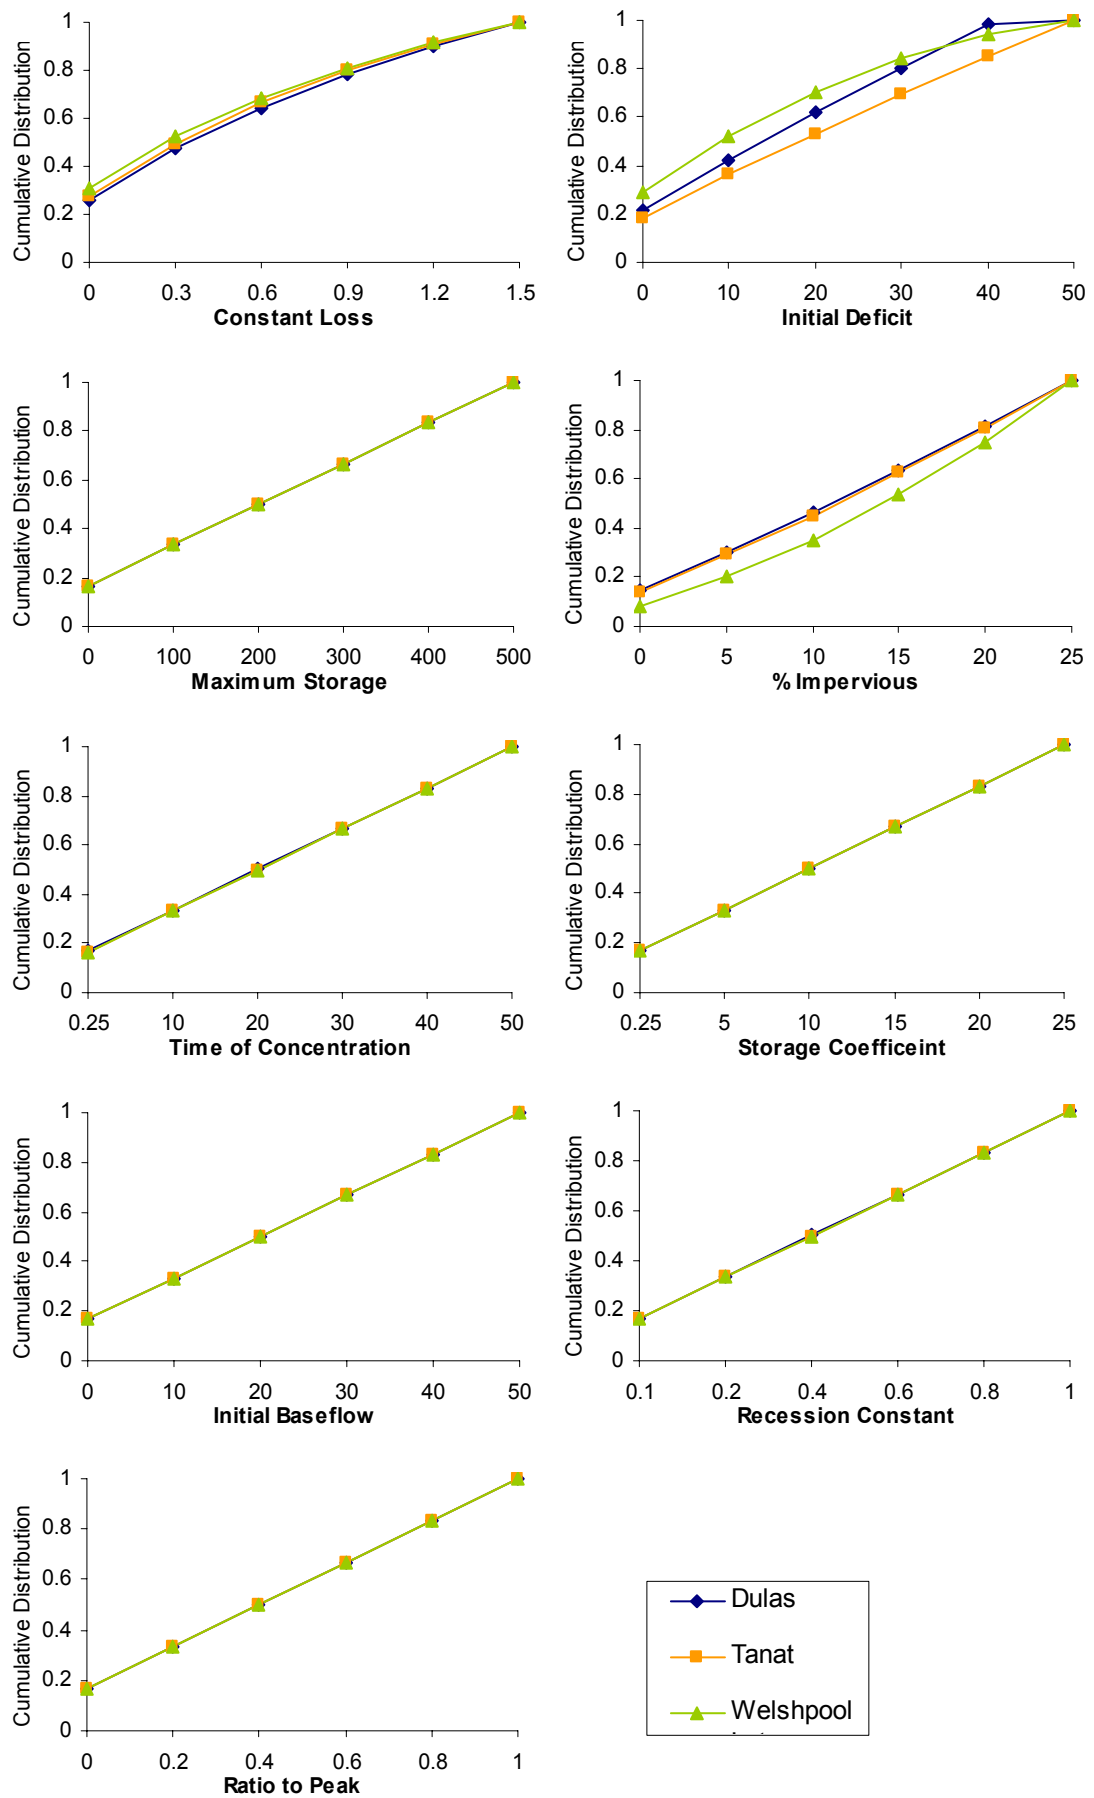 Cumulative Distribution
1
0.8
0.6
0.4
0.2
0
0 0.3 0.6 0.9 1.2 1.5
Constant Loss
Cumulative Distribution
1
0.8
0.6
0.4
0.2
0
0 10 20 30 40 50
Initial Deficit
Cumulative Distribution
1
0.8
0.6
0.4
0.2
0
0 100 200 300 400 500
Maximum Storage
Cumulative Distribution
1
0.8
0.6
0.4
0.2
0
0 5 10 15 20 25
% Impervious
Cumulative Distribution
1
0.8
0.6
0.4
0.2
0
0.25 10 20 30 40 50
Time of Concentration
Cumulative Distribution
1
0.8
0.6
0.4
0.2
0
0.25 5 10 15 20 25
Storage Coefficeint
Cumulative Distribution
1
0.8
0.6
0.4
0.2
0
0 10 20 30 40 50
Initial Baseflow
Cumulative Distribution
1
0.8
0.6
0.4
0.2
0
0.1 0.2 0.4 0.6 0.8 1
Recession Constant
Cumulative Distribution
1
0.8
0.6
0.4
0.2
0
0 0.2 0.4 0.6 0.8 1
Ratio to Peak
Dulas
Tanat
Welshpool